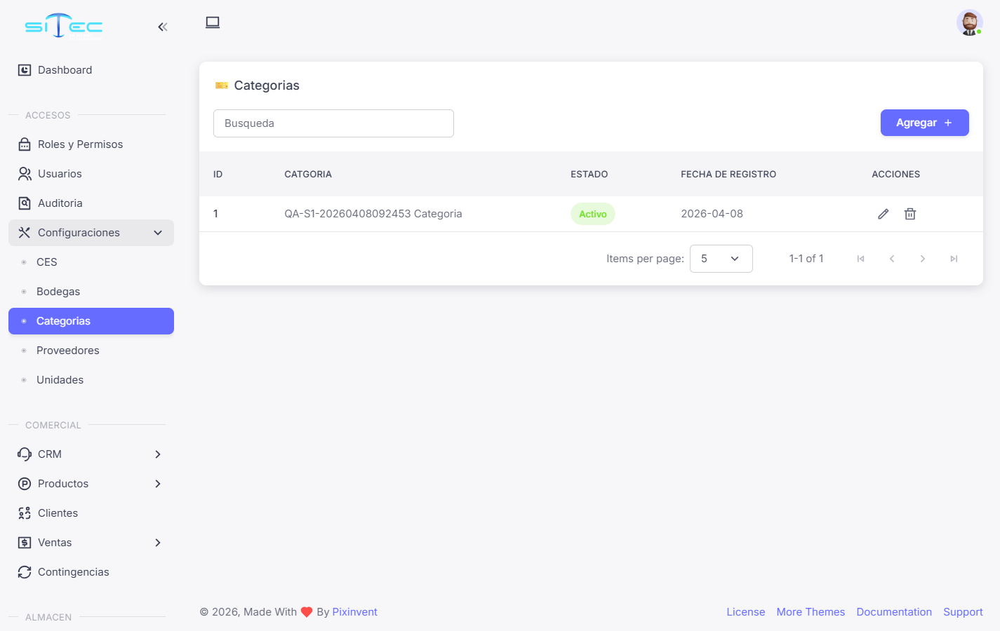 SITEC
Dashboard
ACCESOS
Roles y Permisos
Usuarios
Auditoria
Configuraciones
CES
Bodegas
Categorias
Proveedores
Unidades
COMERCIAL
CRM
Productos
Clientes
Ventas
Contingencias
ALMACEN
Categorias
Busqueda
Agregar +
ID CATGORIA ESTADO FECHA DE REGISTRO ACCIONES
1 QA-S1-20260408092453 Categoria Activo 2026-04-08
Items per page: 5 1-1 of 1
© 2026, Made With ❤️ By Pixinvent
License More Themes Documentation Support